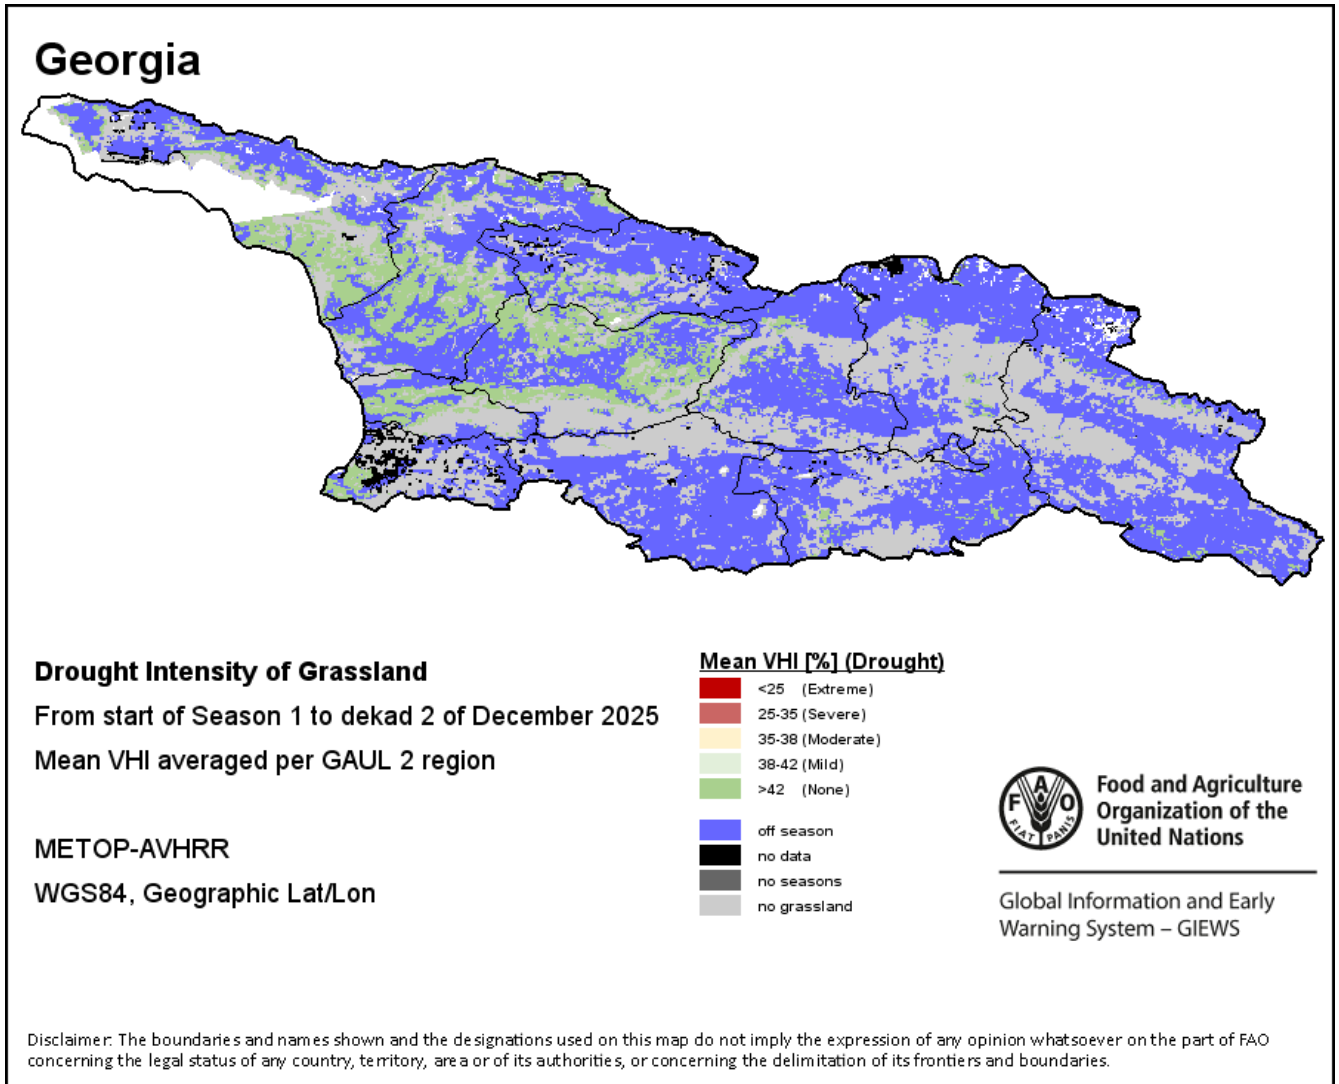 Georgia
Drought Intensity of Grassland
From start of Season 1 to dekad 2 of December 2025
Mean VHI averaged per GAUL 2 region
METOP-AVHRR
WGS84, Geographic Lat/Lon
Mean VHI [%] (Drought)
<25 (Extreme)
25-35 (Severe)
35-38 (Moderate)
38-42 (Mild)
>42 (None)
off season
no data
no seasons
no grassland
F A O
FIAT PANIS
Food and Agriculture
Organization of the
United Nations
Global Information and Early
Warning System – GIEWS
Disclaimer: The boundaries and names shown and the designations used on this map do not imply the expression of any opinion whatsoever on the part of FAO
concerning the legal status of any country, territory, area or of its authorities, or concerning the delimitation of its frontiers and boundaries.